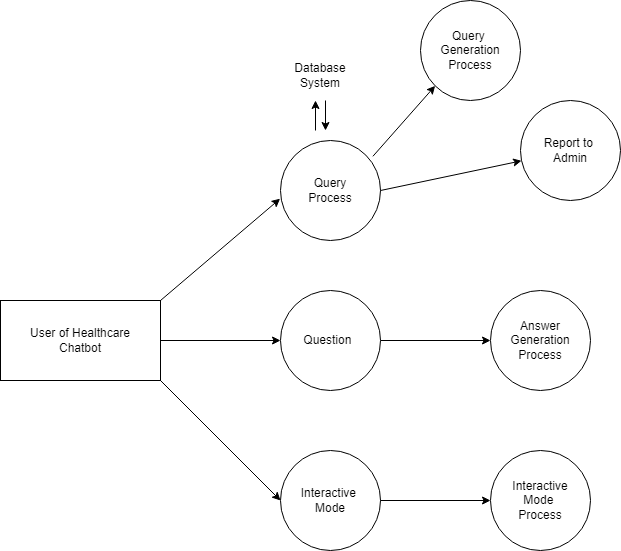 Query
Generation
Process
Database
System
Report to
Admin
Query
Process
User of Healthcare
Chatbot
Question
Answer
Generation
Process
Interactive
Mode
Interactive
Mode
Process